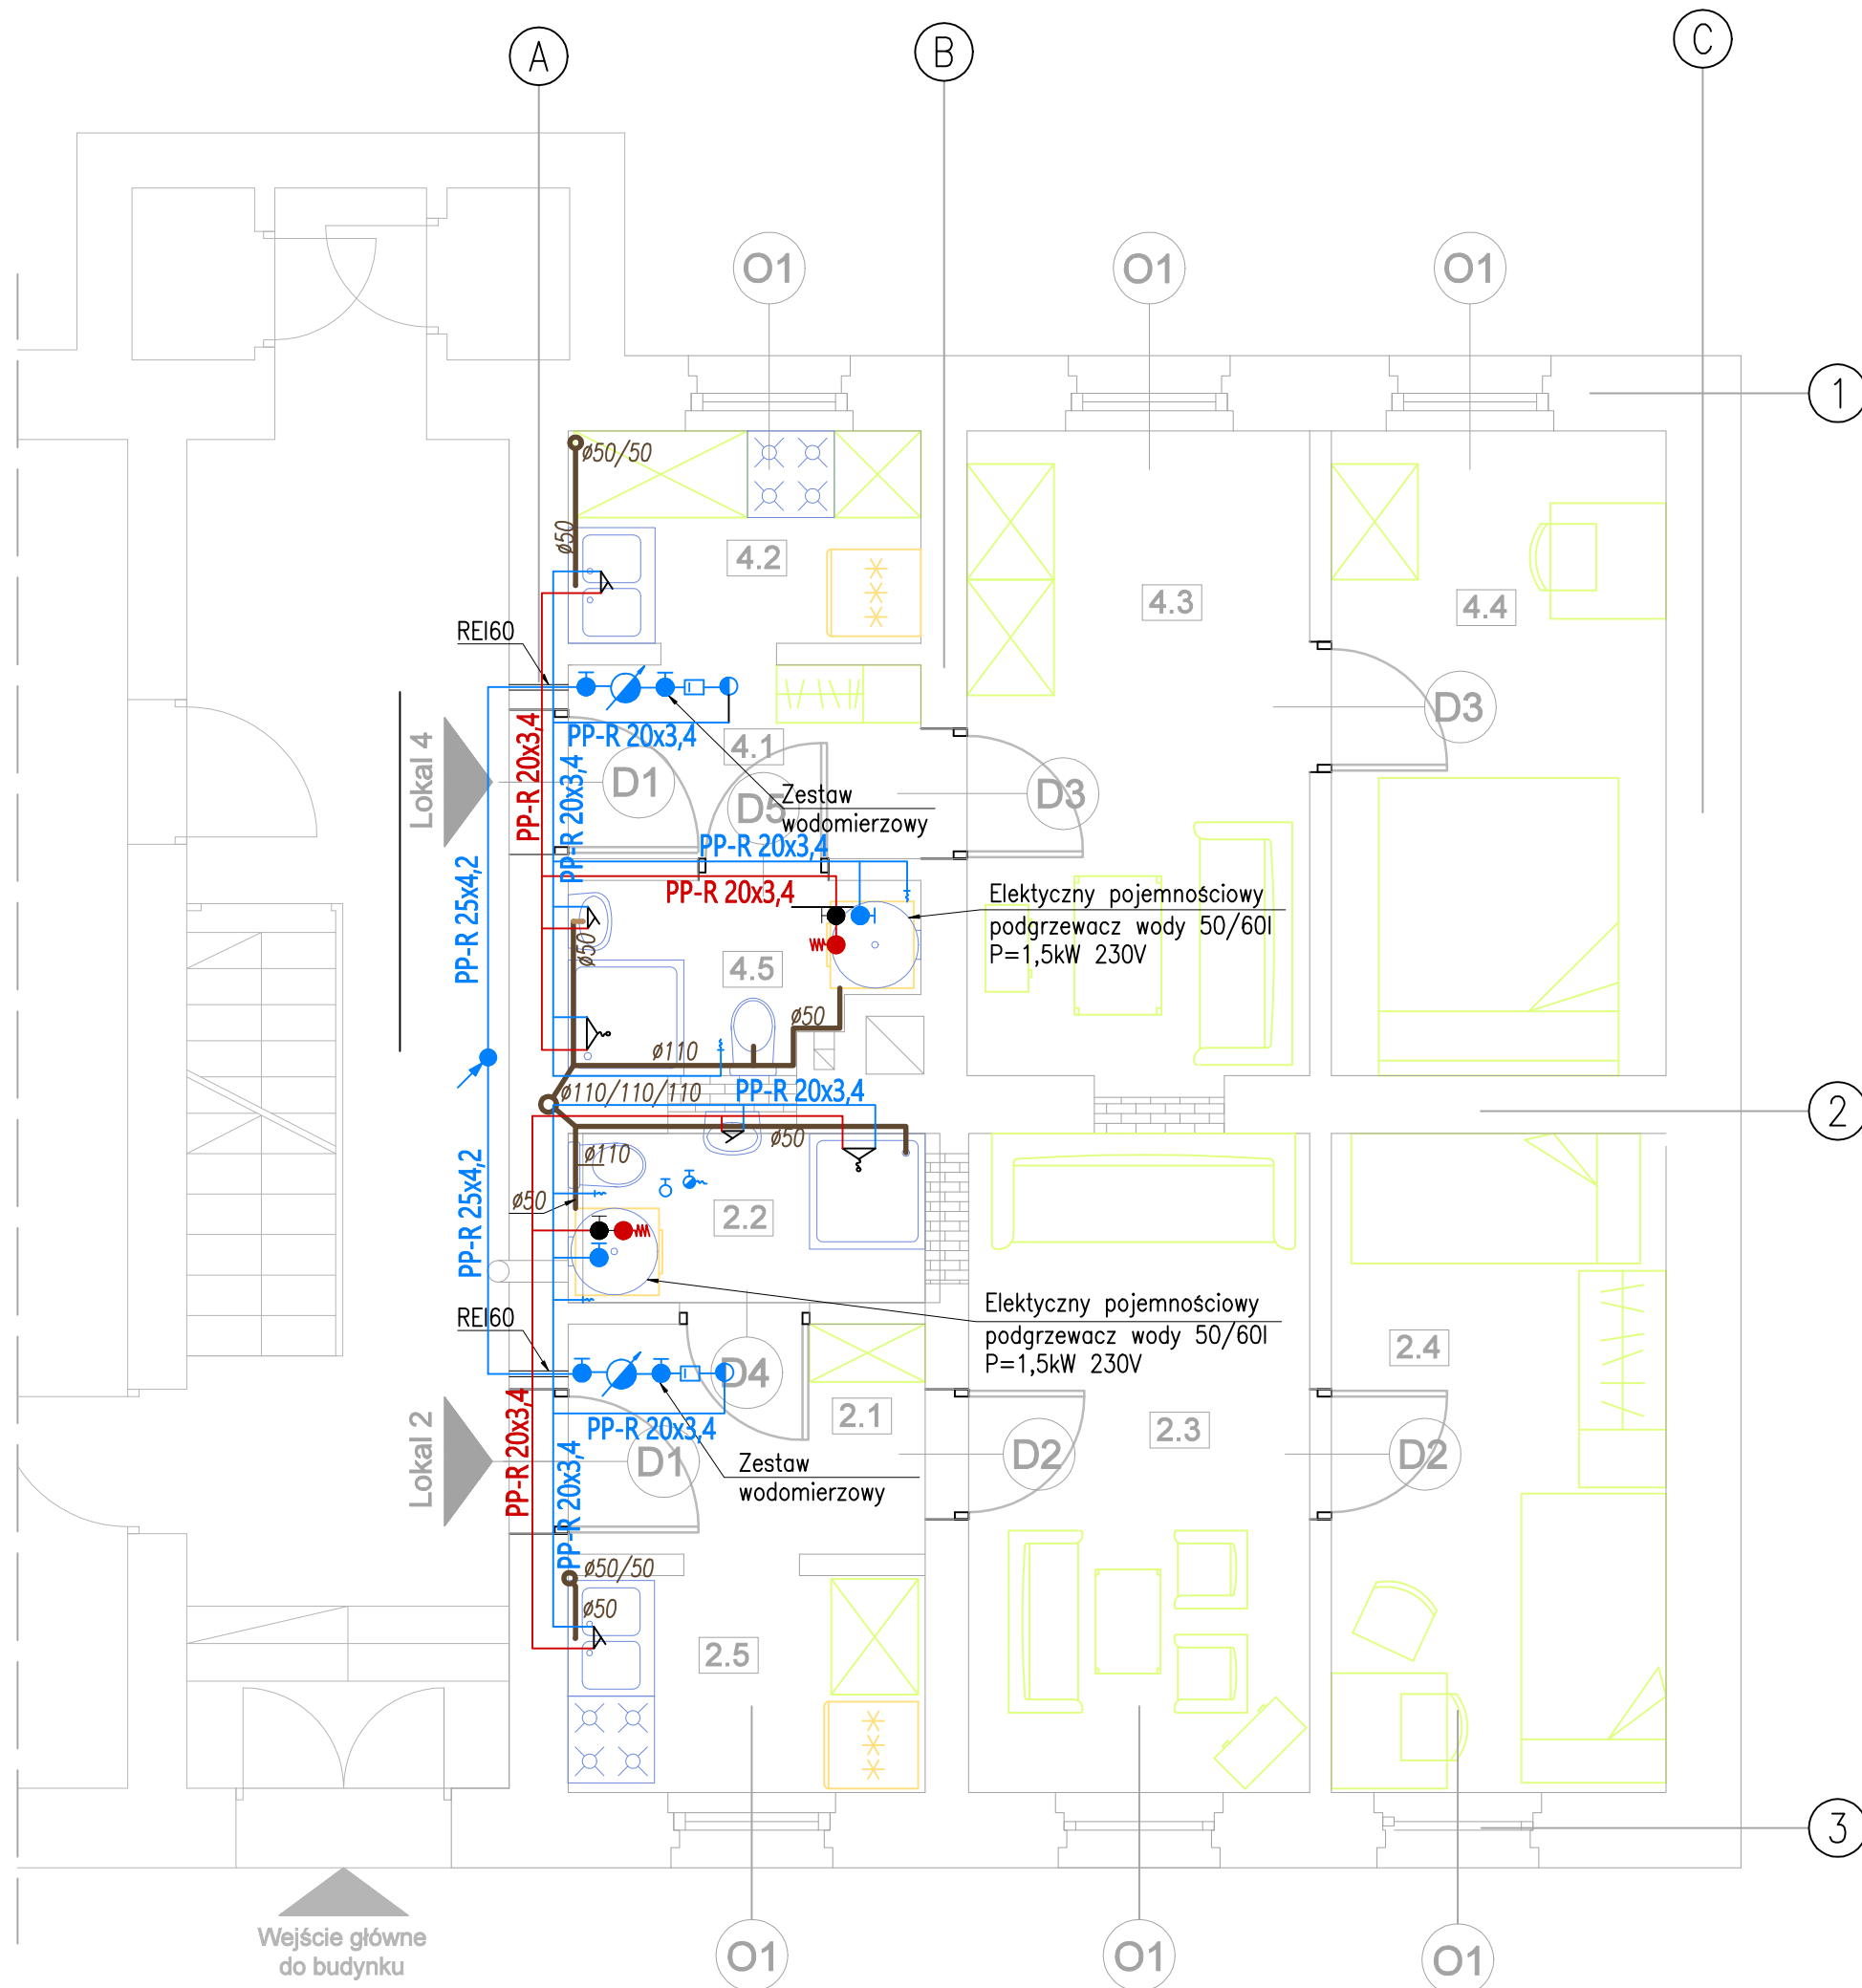 A
B
C
O1
O1
O1
1
ø50/50
ø50
4.2
4.3
4.4
REI60
PP-R 20x3,4
PP-R 20x3,4
PP-R 20x3,4
4.1
D3
Lokal 4
D1
D5
D3
Zestaw
wodomierzowy
PP-R 20x3,4
PP-R 20x3,4
PP-R 25x4,2
Elektyczny pojemnościowy
podgrzewacz wody 50/60l
P=1,5kW 230V
ø50
4.5
ø50
ø110
ø110/110/110
PP-R 20x3,4
2
ø50
ø110
PP-R 25x4,2
ø50
2.2
Elektyczny pojemnościowy
podgrzewacz wody 50/60l
P=1,5kW 230V
REI60
2.4
D4
2.1
2.3
PP-R 20x3,4
PP-R 20x3,4
PP-R 20x3,4
Lokal 2
D1
D2
D2
Zestaw
wodomierzowy
ø50/50
ø50
2.5
3
Wejście główne
do budynku
O1
O1
O1